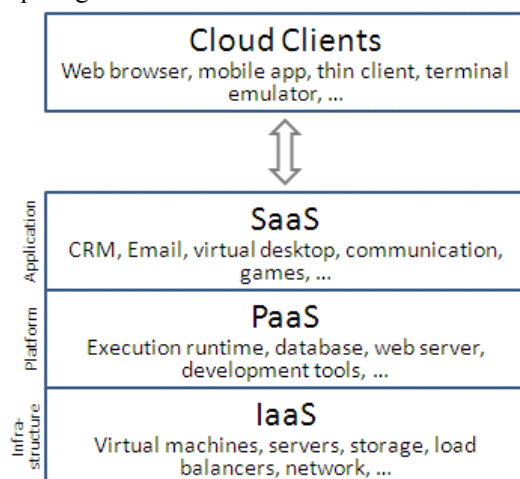 Cloud Clients
Web browser, mobile app, thin client, terminal
emulator, ...
Application
SaaS
CRM, Email, virtual desktop, communication,
games, ...
Platform
PaaS
Execution runtime, database, web server,
development tools, ...
Infra-
structure
IaaS
Virtual machines, servers, storage, load
balancers, network, ...